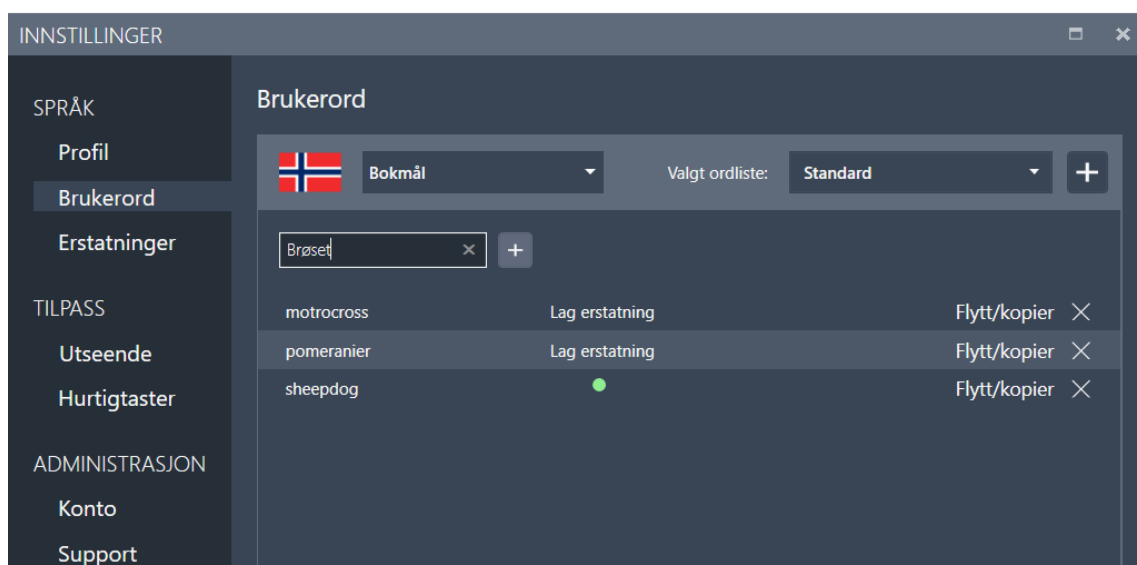 INNSTILLINGER
SPRÅK
Profil
Brukerord
Erstatninger
TILPASS
Utseende
Hurtigtaster
ADMINISTRASJON
Konto
Support
Brukerord
Bokmål Valgt ordliste: Standard
Brøset
motrocross Lag erstatning Flytt/kopier
pomeranier Lag erstatning Flytt/kopier
sheepdog Flytt/kopier